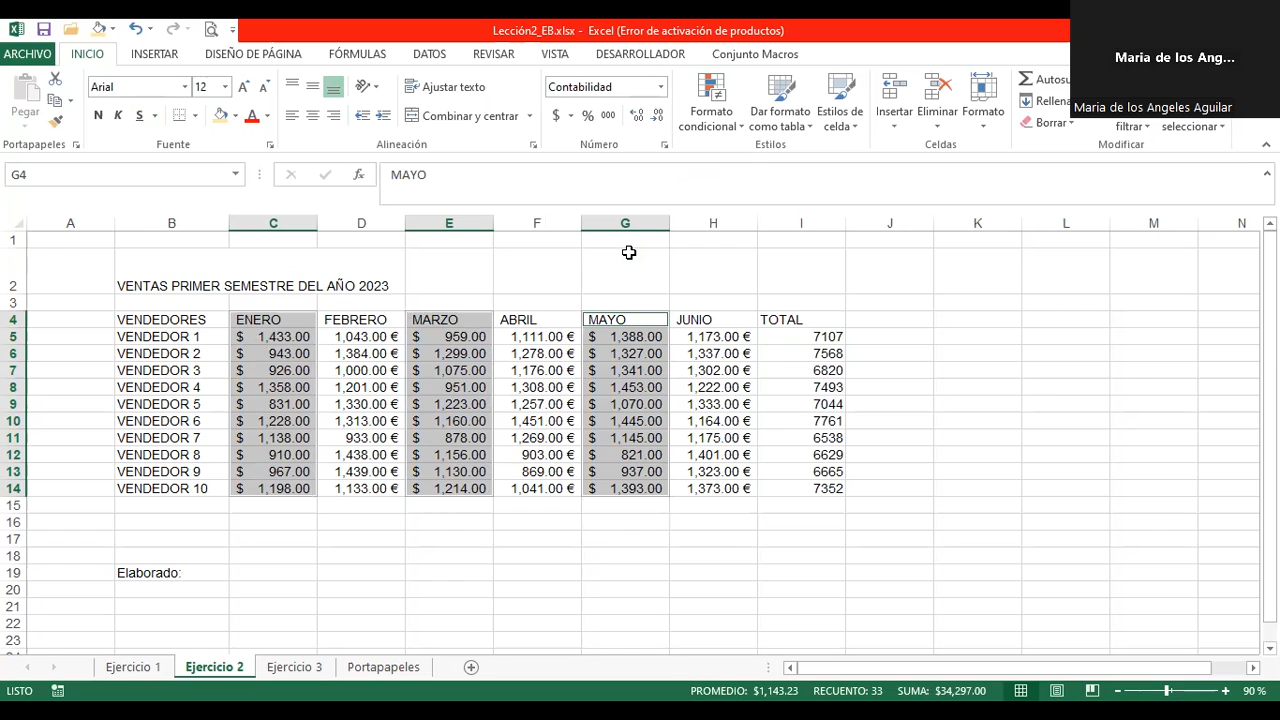 Lección2_EB.xlsx - Excel (Error de activación de productos)
Maria de los Ang...
Maria de los Angeles Aguilar
ARCHIVO INICIO INSERTAR DISEÑO DE PÁGINA FÓRMULAS DATOS REVISAR VISTA DESARROLLADOR Conjunto Macros
Pegar
Arial 12
N K S
Ajustar texto
Combinar y centrar
Contabilidad
$ % 000
Formato condicional
Dar formato como tabla
Estilos de celda
Insertar Eliminar Formato
Autosu
Rellena
Borrar
filtrar seleccionar
Portapapeles Fuente Alineación Número Estilos Celdas Modificar
G4 fx MAYO
A B C D E F G H I J K L M N
1
2 VENTAS PRIMER SEMESTRE DEL AÑO 2023
3
4 VENDEDORES ENERO FEBRERO MARZO ABRIL MAYO JUNIO TOTAL
5 VENDEDOR 1 $ 1,433.00 1,043.00 € $ 959.00 1,111.00 € $ 1,388.00 1,173.00 € 7107
6 VENDEDOR 2 $ 943.00 1,384.00 € $ 1,299.00 1,278.00 € $ 1,327.00 1,337.00 € 7568
7 VENDEDOR 3 $ 926.00 1,000.00 € $ 1,075.00 1,176.00 € $ 1,341.00 1,302.00 € 6820
8 VENDEDOR 4 $ 1,358.00 1,201.00 € $ 951.00 1,308.00 € $ 1,453.00 1,222.00 € 7493
9 VENDEDOR 5 $ 831.00 1,330.00 € $ 1,223.00 1,257.00 € $ 1,070.00 1,333.00 € 7044
10 VENDEDOR 6 $ 1,228.00 1,313.00 € $ 1,160.00 1,451.00 € $ 1,445.00 1,164.00 € 7761
11 VENDEDOR 7 $ 1,138.00 933.00 € $ 878.00 1,269.00 € $ 1,145.00 1,175.00 € 6538
12 VENDEDOR 8 $ 910.00 1,438.00 € $ 1,156.00 903.00 € $ 821.00 1,401.00 € 6629
13 VENDEDOR 9 $ 967.00 1,439.00 € $ 1,130.00 869.00 € $ 937.00 1,323.00 € 6665
14 VENDEDOR 10 $ 1,198.00 1,133.00 € $ 1,214.00 1,041.00 € $ 1,393.00 1,373.00 € 7352
15
16
17
18
19 Elaborado:
20
21
22
23
Ejercicio 1 Ejercicio 2 Ejercicio 3 Portapapeles
LISTO PROMEDIO: $1,143.23 RECUENTO: 33 SUMA: $34,297.00 90 %